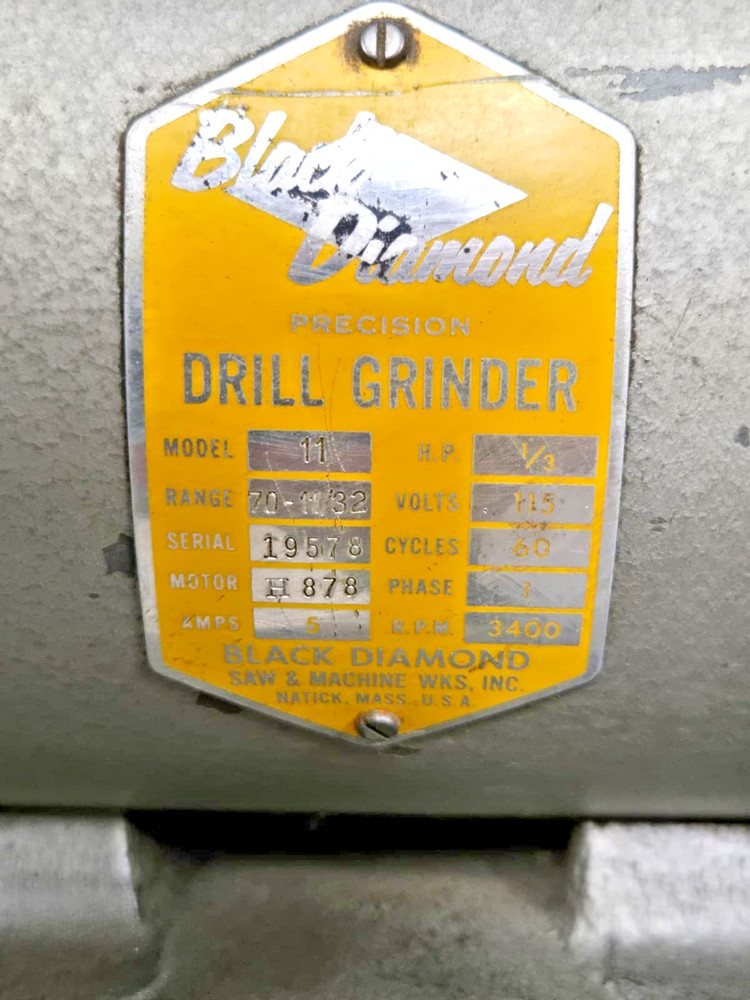 Black
Diamond
PRECISION
DRILL GRINDER
MODEL 11 H.P. 1/3
RANGE 70-11/32 VOLTS 115
SERIAL 19578 CYCLES 60
MOTOR H 878 PHASE 1
AMPS 5 R.P.M. 3400
BLACK DIAMOND
SAW & MACHINE WKS, INC.
NATICK, MASS. U.S.A.